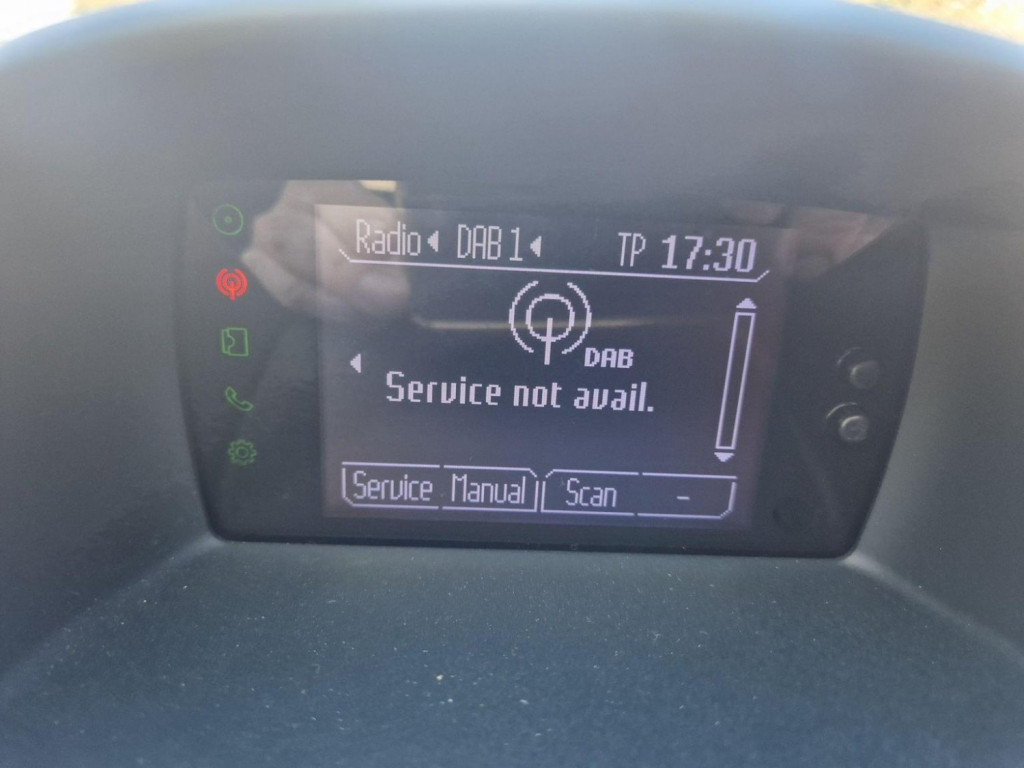 Radio DAB 1 TP 17:30
DAB
Service not avail.
Service Manual Scan -